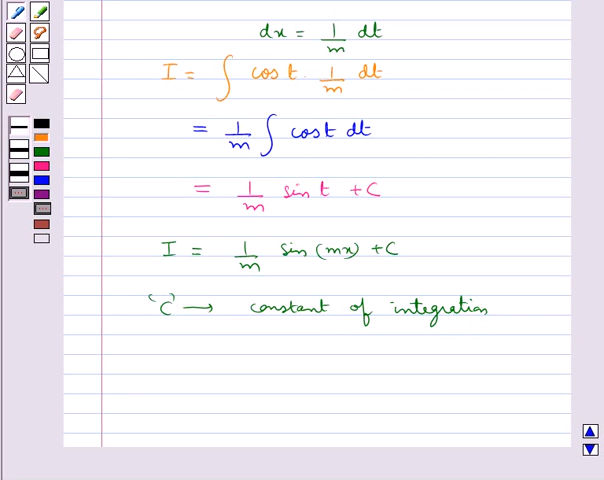 dx = 1/m dt
I = ∫ cos t · 1/m dt
= 1/m ∫ cos t dt
= 1/m sin t + C
I = 1/m sin (mx) + C
'C' → constant of integration